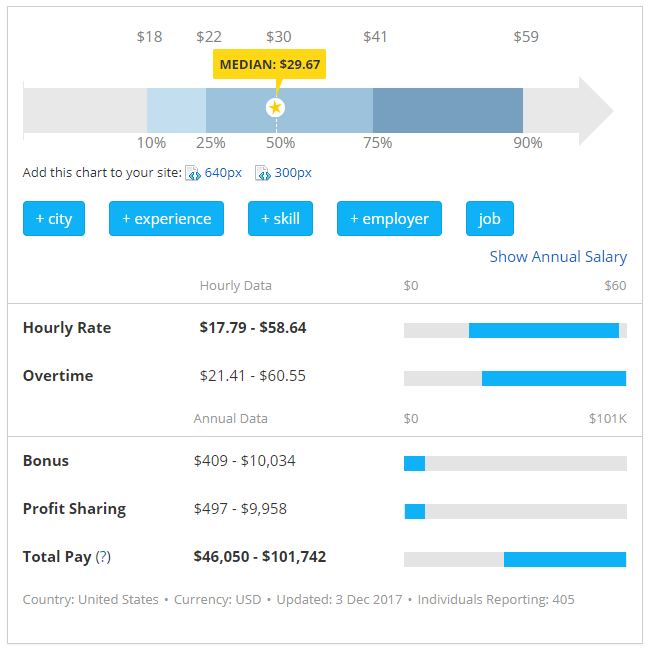 $18 $22 $30 $41 $59
MEDIAN: $29.67
10% 25% 50% 75% 90%
Add this chart to your site: 640px 300px
+ city + experience + skill + employer job
Show Annual Salary
Hourly Data $0 $60
Hourly Rate $17.79 - $58.64
Overtime $21.41 - $60.55
Annual Data $0 $101K
Bonus $409 - $10,034
Profit Sharing $497 - $9,958
Total Pay (?) $46,050 - $101,742
Country: United States • Currency: USD • Updated: 3 Dec 2017 • Individuals Reporting: 405